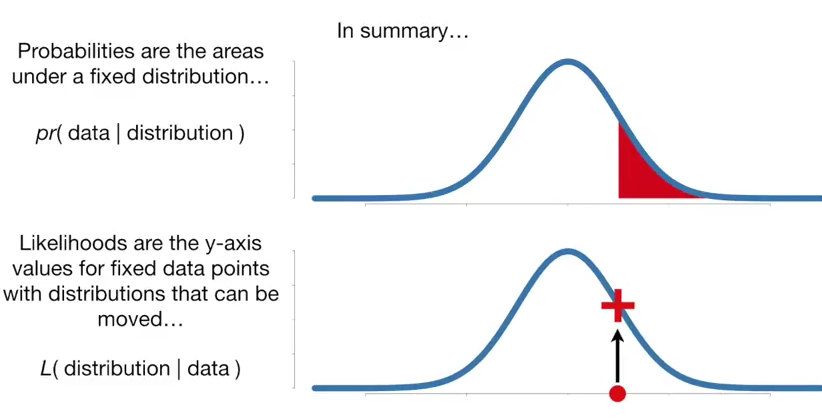 In summary…
Probabilities are the areas
under a fixed distribution…
pr( data | distribution )
Likelihoods are the y-axis
values for fixed data points
with distributions that can be
moved…
L( distribution | data )